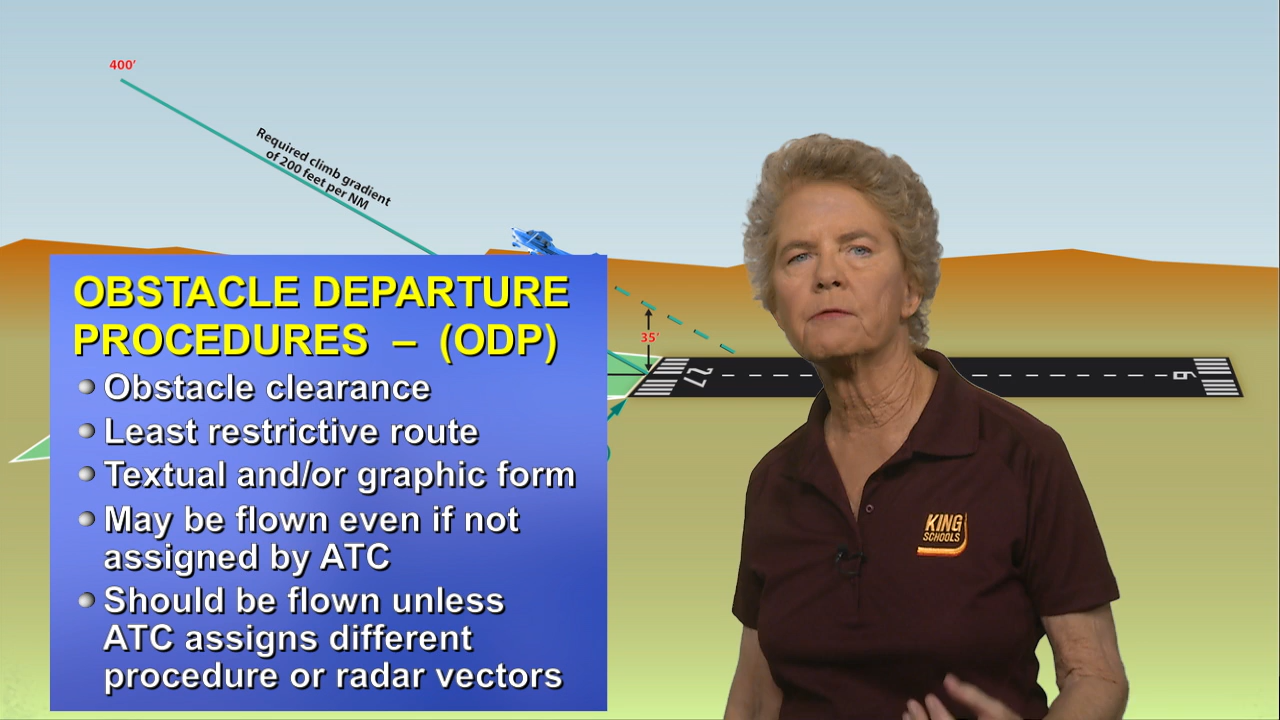 400'
Required climb gradient
of 200 feet per NM
OBSTACLE DEPARTURE
PROCEDURES – (ODP)
Obstacle clearance
Least restrictive route
Textual and/or graphic form
May be flown even if not
assigned by ATC
Should be flown unless
ATC assigns different
procedure or radar vectors
35'
27
9
KING
SCHOOLS